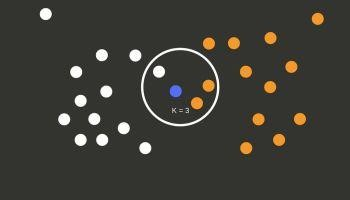 K = 3